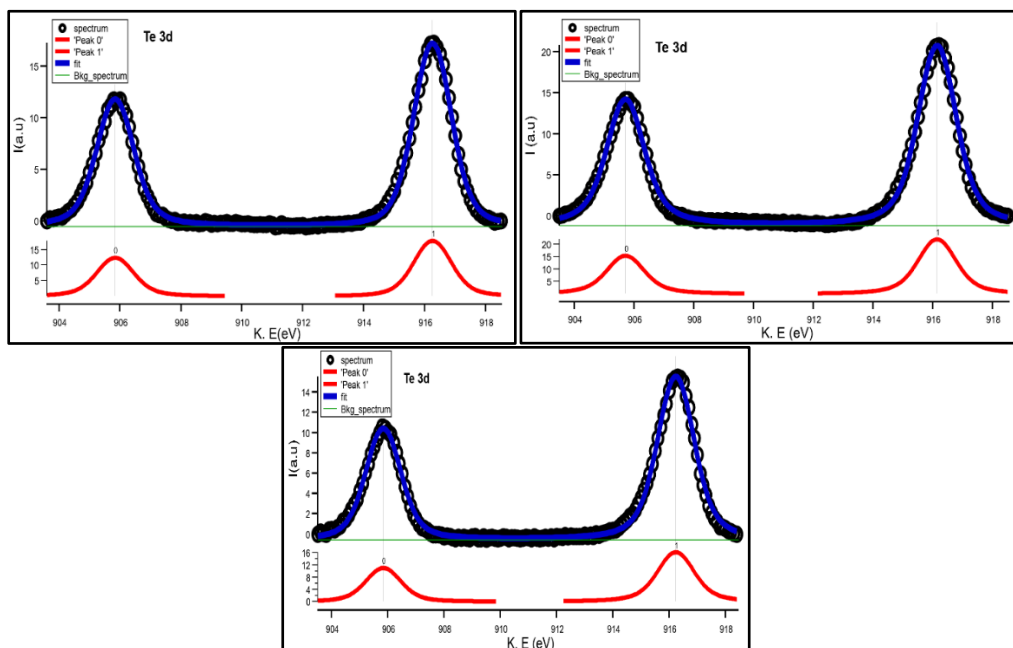 spectrum
'Peak 0'
'Peak 1'
fit
Bkg_spectrum
Te 3d
I(a.u)
15
10
5
0
15
10
5
0
1
904 906 908 910 912 914 916 918
K. E(eV)
spectrum
'Peak 0'
'Peak 1'
fit
Bkg_spectrum
Te 3d
I (a.u)
20
15
10
5
0
20
15
10
5
0
1
904 906 908 910 912 914 916 918
K. E (eV)
spectrum
'Peak 0'
'Peak 1'
fit
Bkg_spectrum
Te 3d
I(a.u)
14
12
10
8
6
4
2
0
16
12
8
4
0
0
1
904 906 908 910 912 914 916 918
K. E (eV)